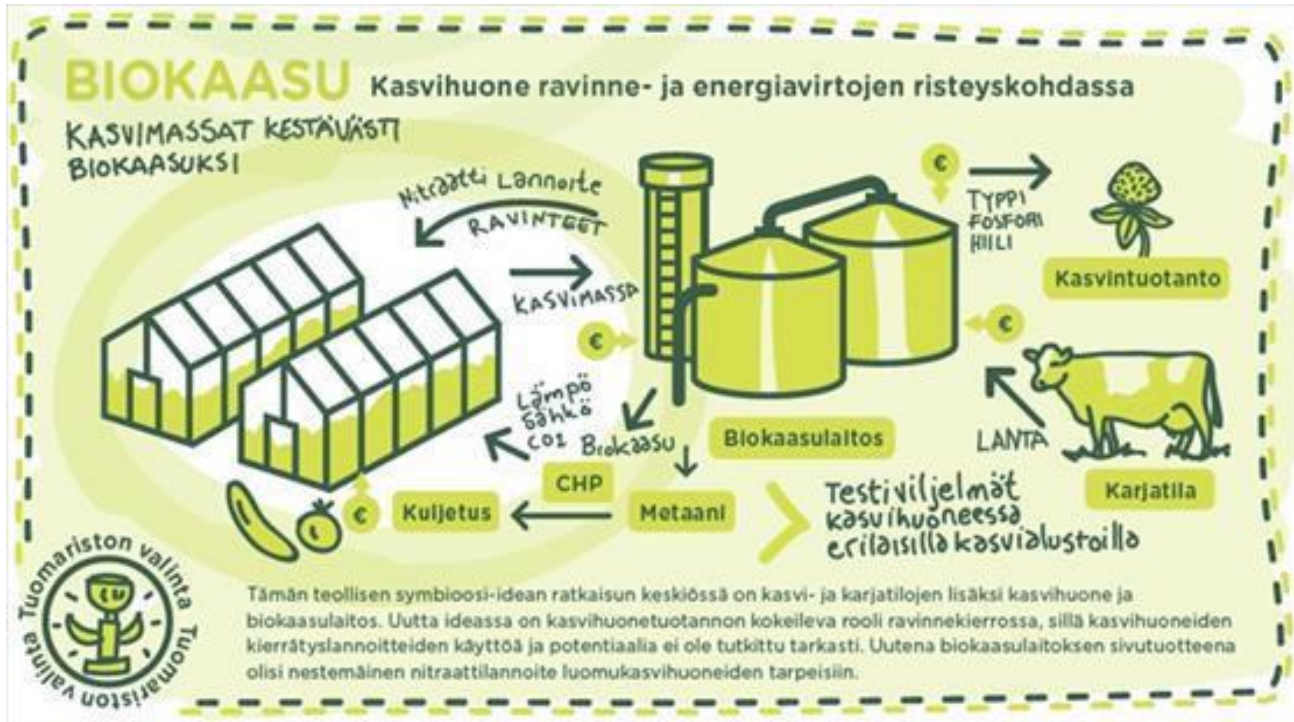 BIOKAASU Kasvihuone ravinne- ja energiavirtojen risteyskohdassa
KASVIMASSAT KESTÄVÄSTI
BIOKAASUKSI
Nitraatti Lannoite
RAVINTEET
KASVIMASSA
€
€
TYPPI
FOSFORI
HIILI
Kasvintuotanto
€
LANTA
Karjatila
Biokaasulaitos
Lämpö
Sähkö
CO2
Biokaasu
CHP
Metaani
Kuljetus
€
Testiviljelmät
kasvihuoneessa
erilaisilla kasvialustoilla
Tuomariston valinta Tuomariston valinta
Tämän teollisen symbioosi-idean ratkaisun keskiössä on kasvi- ja karjatilojen lisäksi kasvihuone ja
biokaasulaitos. Uutta ideassa on kasvihuonetuotannon kokeileva rooli ravinnekierrossa, sillä kasvihuoneiden
kierrätyslannoitteiden käyttöä ja potentiaalia ei ole tutkittu tarkasti. Uutena biokaasulaitoksen sivutuotteena
olisi nestemäinen nitraattilannoite luomukasvihuoneiden tarpeisiin.